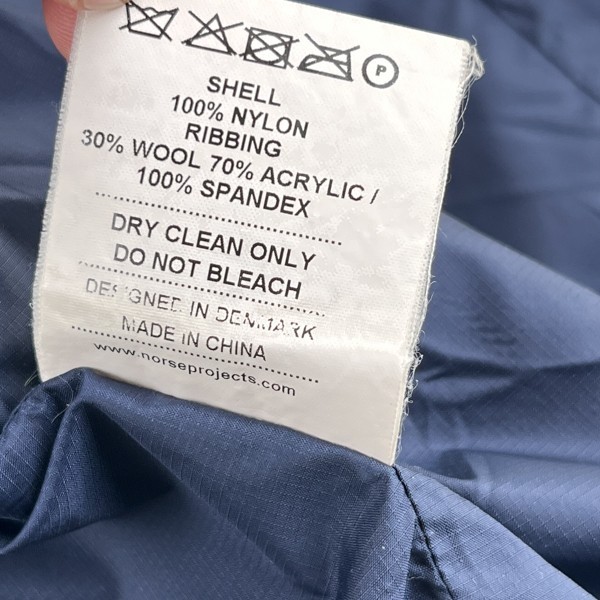 P
SHELL
100% NYLON
RIBBING
30% WOOL 70% ACRYLIC /
100% SPANDEX
DRY CLEAN ONLY
DO NOT BLEACH
DESIGNED IN DENMARK
MADE IN CHINA
www.norseprojects.com